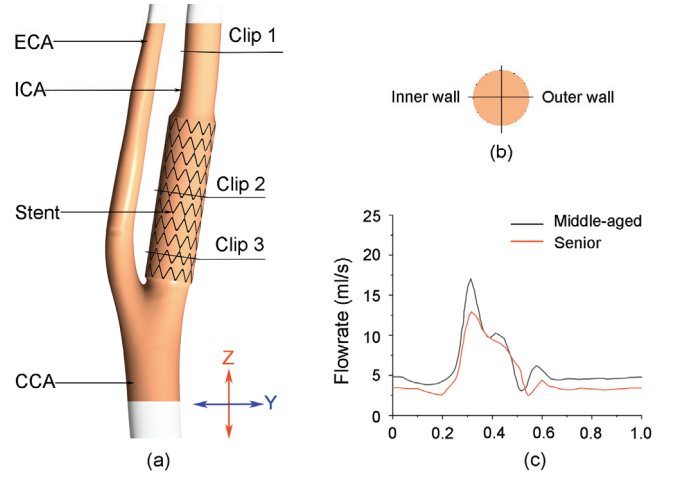 ECA
Clip 1
ICA
Clip 2
Stent
Clip 3
CCA
Z
Y
(a)
Inner wall
Outer wall
(b)
Middle-aged
Senior
Flowrate (ml/s)
25
20
15
10
5
0
0 0.2 0.4 0.6 0.8 1.0
(c)